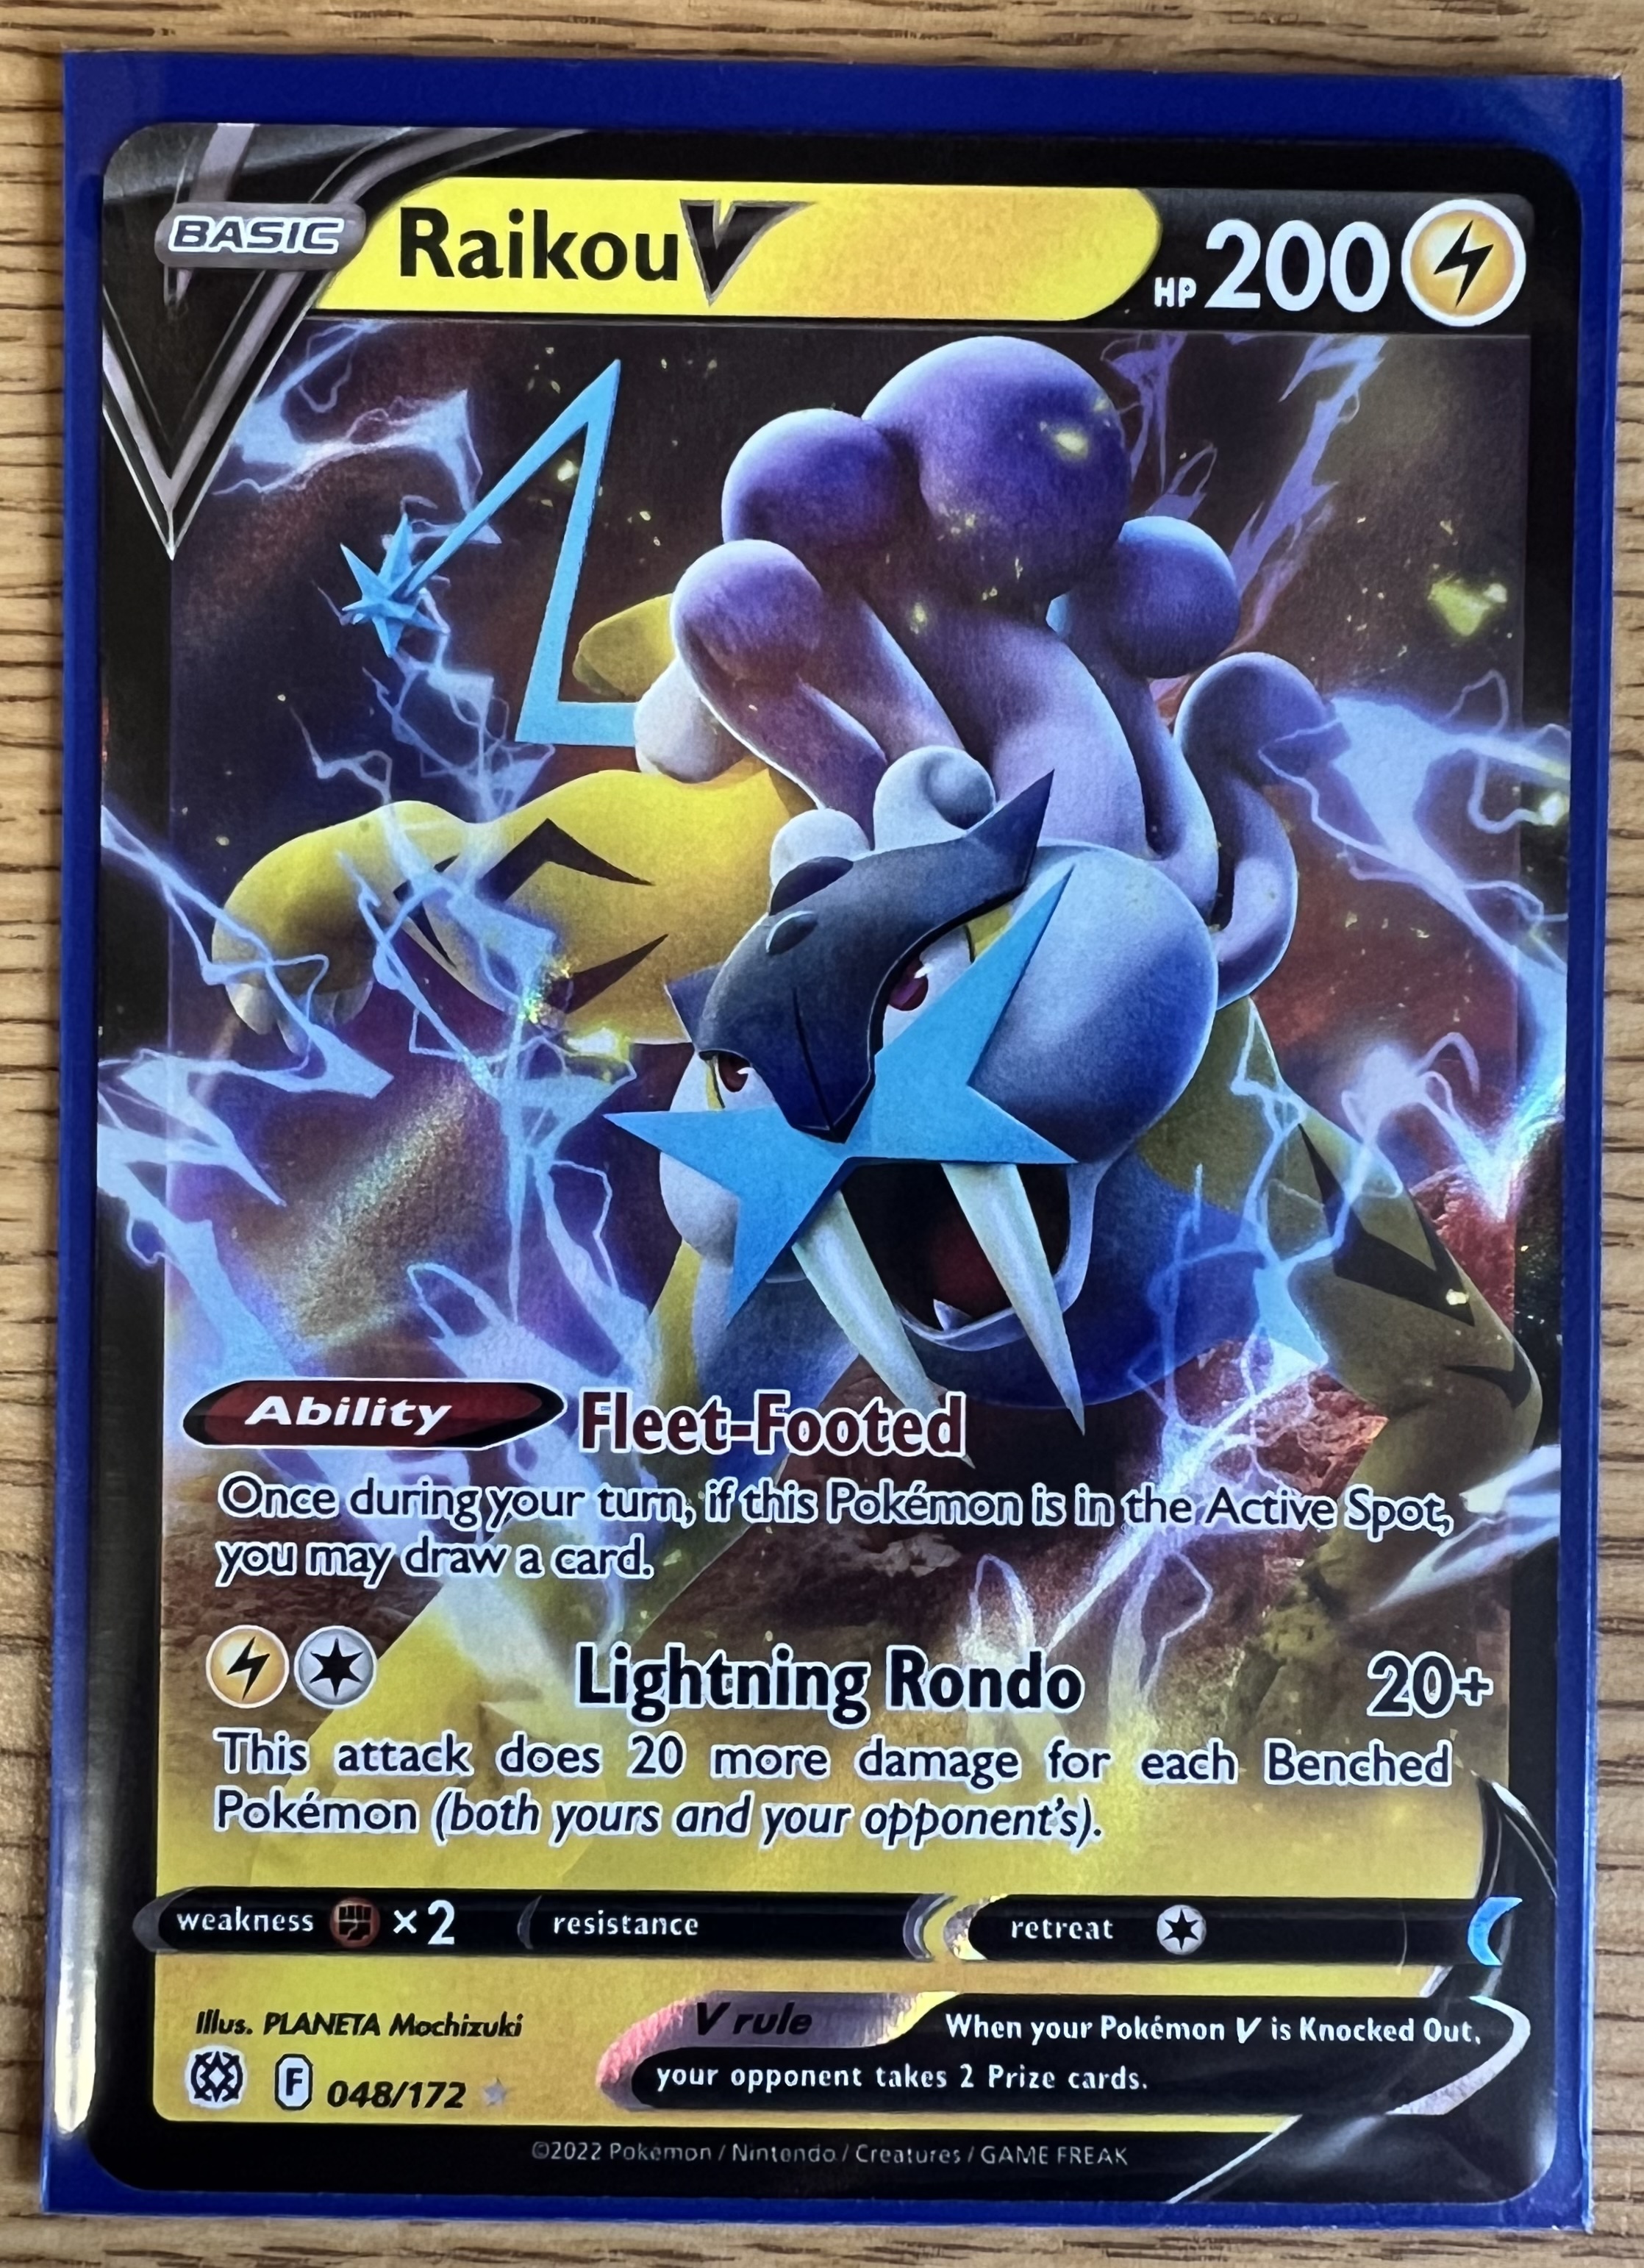 BASIC
Raikou V
HP 200
Ability Fleet-Footed
Once during your turn, if this Pokémon is in the Active Spot,
you may draw a card.
Lightning Rondo 20+
This attack does 20 more damage for each Benched
Pokémon (both yours and your opponent's).
weakness ×2 resistance retreat
Illus. PLANETA Mochizuki
V rule When your Pokémon V is Knocked Out,
your opponent takes 2 Prize cards.
F 048/172
©2022 Pokémon / Nintendo / Creatures / GAME FREAK